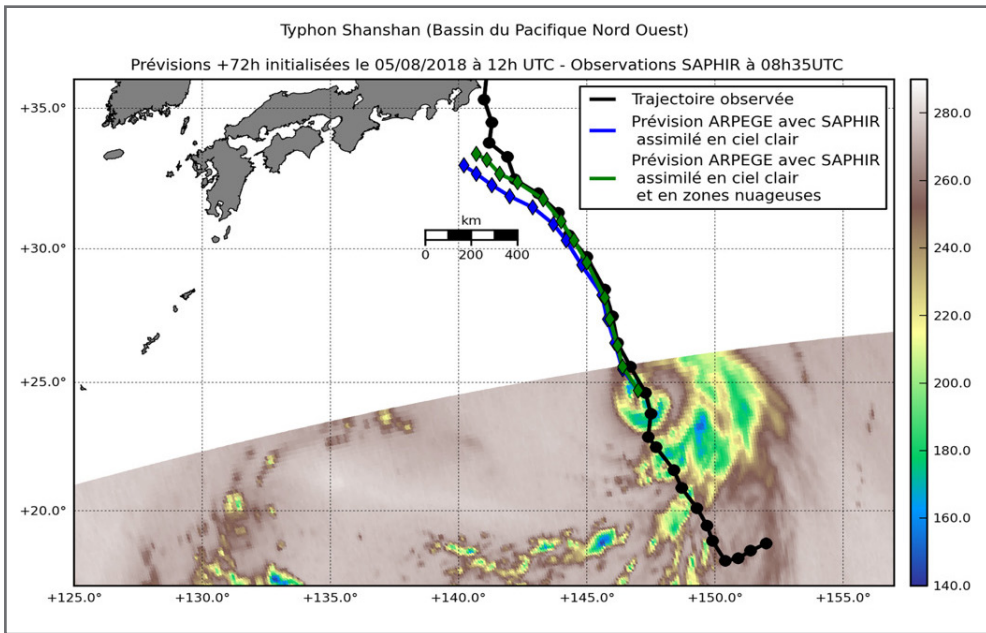 Typhon Shanshan (Bassin du Pacifique Nord Ouest)
Prévisions +72h initialisées le 05/08/2018 à 12h UTC - Observations SAPHIR à 08h35UTC
Trajectoire observée
Prévision ARPEGE avec SAPHIR
assimilé en ciel clair
Prévision ARPEGE avec SAPHIR
assimilé en ciel clair
et en zones nuageuses
km
0 200 400
+35.0°
+30.0°
+25.0°
+20.0°
+125.0° +130.0° +135.0° +140.0° +145.0° +150.0° +155.0°
280.0
260.0
240.0
220.0
200.0
180.0
160.0
140.0